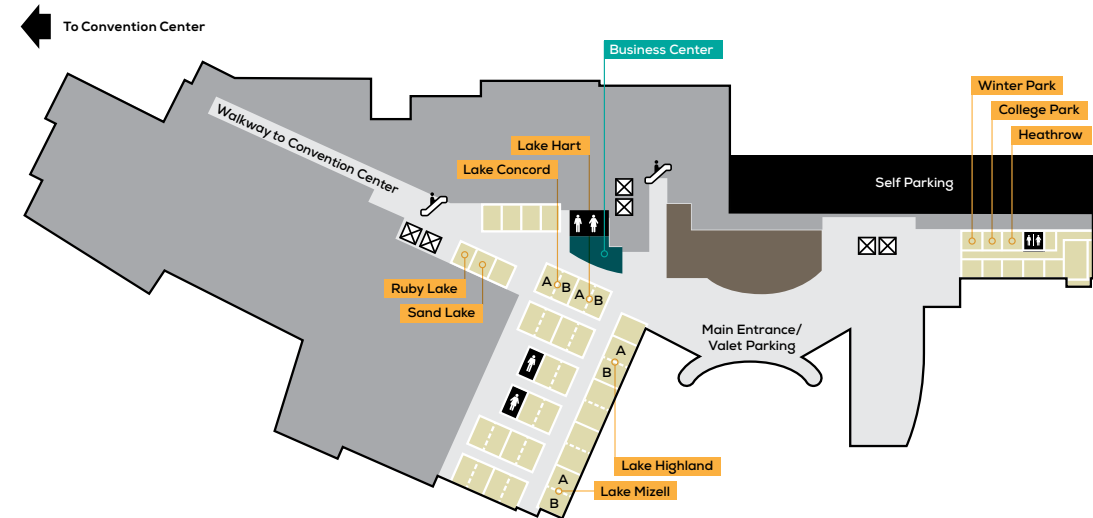 To Convention Center
Business Center
Winter Park
College Park
Heathrow
Walkway to Convention Center
Lake Hart
Lake Concord
Self Parking
A B
A B
Ruby Lake
Sand Lake
Main Entrance/
Valet Parking
A
B
Lake Highland
A
B
Lake Mizell